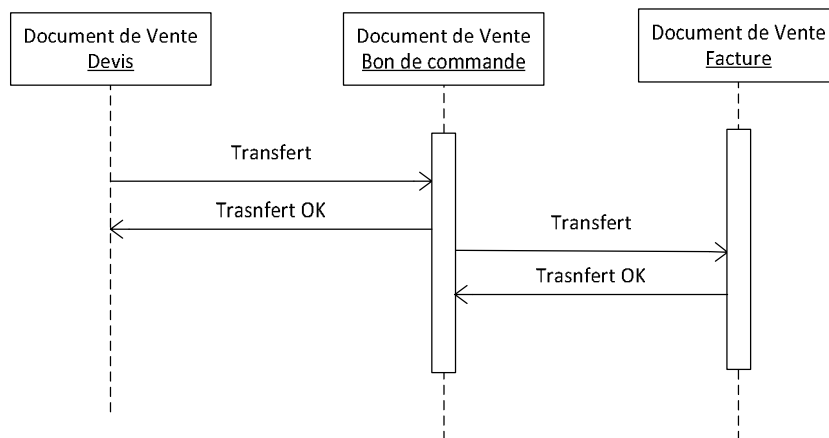 Document de Vente
Devis
Document de Vente
Bon de commande
Document de Vente
Facture
Transfert
Trasnfert OK
Transfert
Trasnfert OK